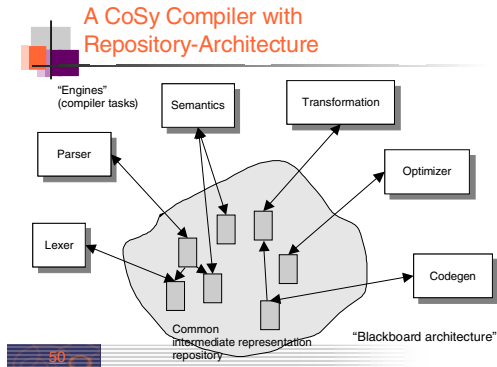 A CoSy Compiler with
Repository-Architecture
“Engines”
(compiler tasks)
Semantics
Transformation
Parser
Optimizer
Lexer
Codegen
Common
intermediate representation
repository
“Blackboard architecture”
50